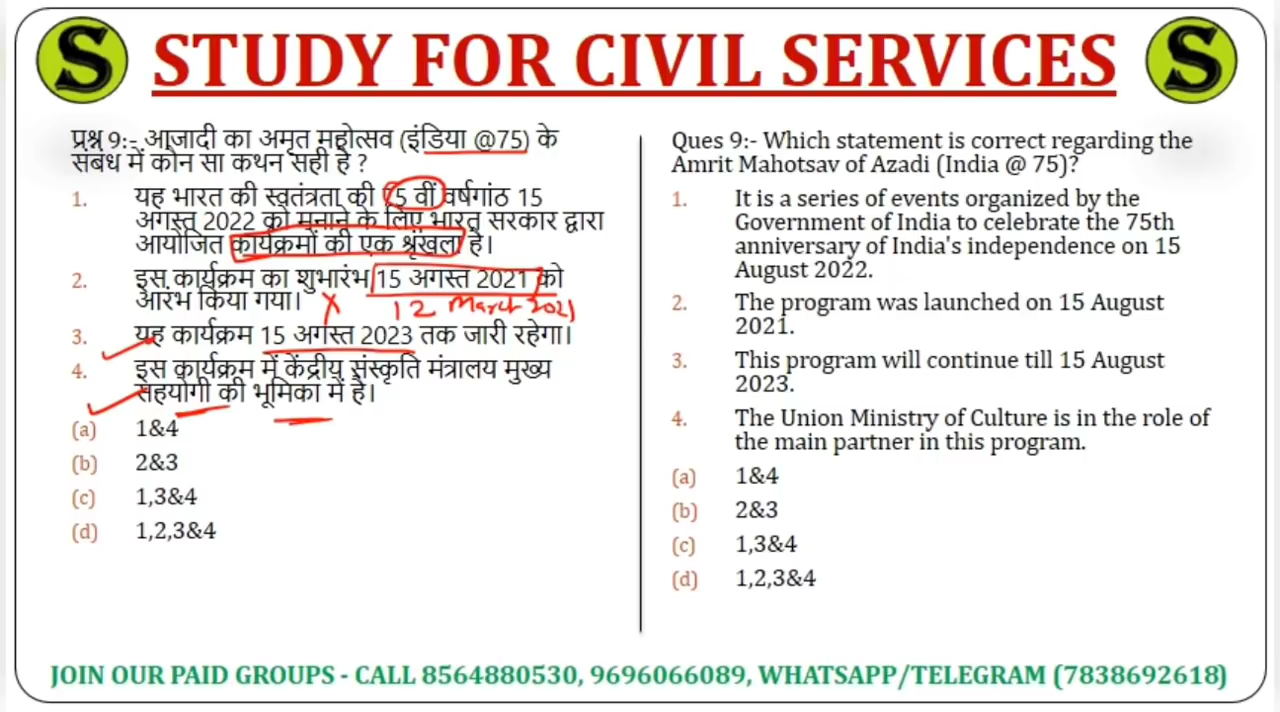 S
STUDY FOR CIVIL SERVICES
S
प्रश्न 9:- आजादी का अमृत महोत्सव (इंडिया @75) के
संबंध में कौन सा कथन सही है ?
1. यह भारत की स्वतंत्रता की 75 वीं वर्षगांठ 15
अगस्त 2022 को मनाने के लिए भारत सरकार द्वारा
आयोजित कार्यक्रमों की एक श्रृंखला है।
2. इस कार्यक्रम का शुभारंभ 15 अगस्त 2021 को
आरंभ किया गया।
X 12 March 2021
3. यह कार्यक्रम 15 अगस्त 2023 तक जारी रहेगा।
4. इस कार्यक्रम में केंद्रीय संस्कृति मंत्रालय मुख्य
सहयोगी की भूमिका में है।
(a) 1&4
(b) 2&3
(c) 1,3&4
(d) 1,2,3&4
Ques 9:- Which statement is correct regarding the
Amrit Mahotsav of Azadi (India @ 75)?
1. It is a series of events organized by the
Government of India to celebrate the 75th
anniversary of India's independence on 15
August 2022.
2. The program was launched on 15 August
2021.
3. This program will continue till 15 August
2023.
4. The Union Ministry of Culture is in the role of
the main partner in this program.
(a) 1&4
(b) 2&3
(c) 1,3&4
(d) 1,2,3&4
JOIN OUR PAID GROUPS - CALL 8564880530, 9696066089, WHATSAPP/TELEGRAM (7838692618)